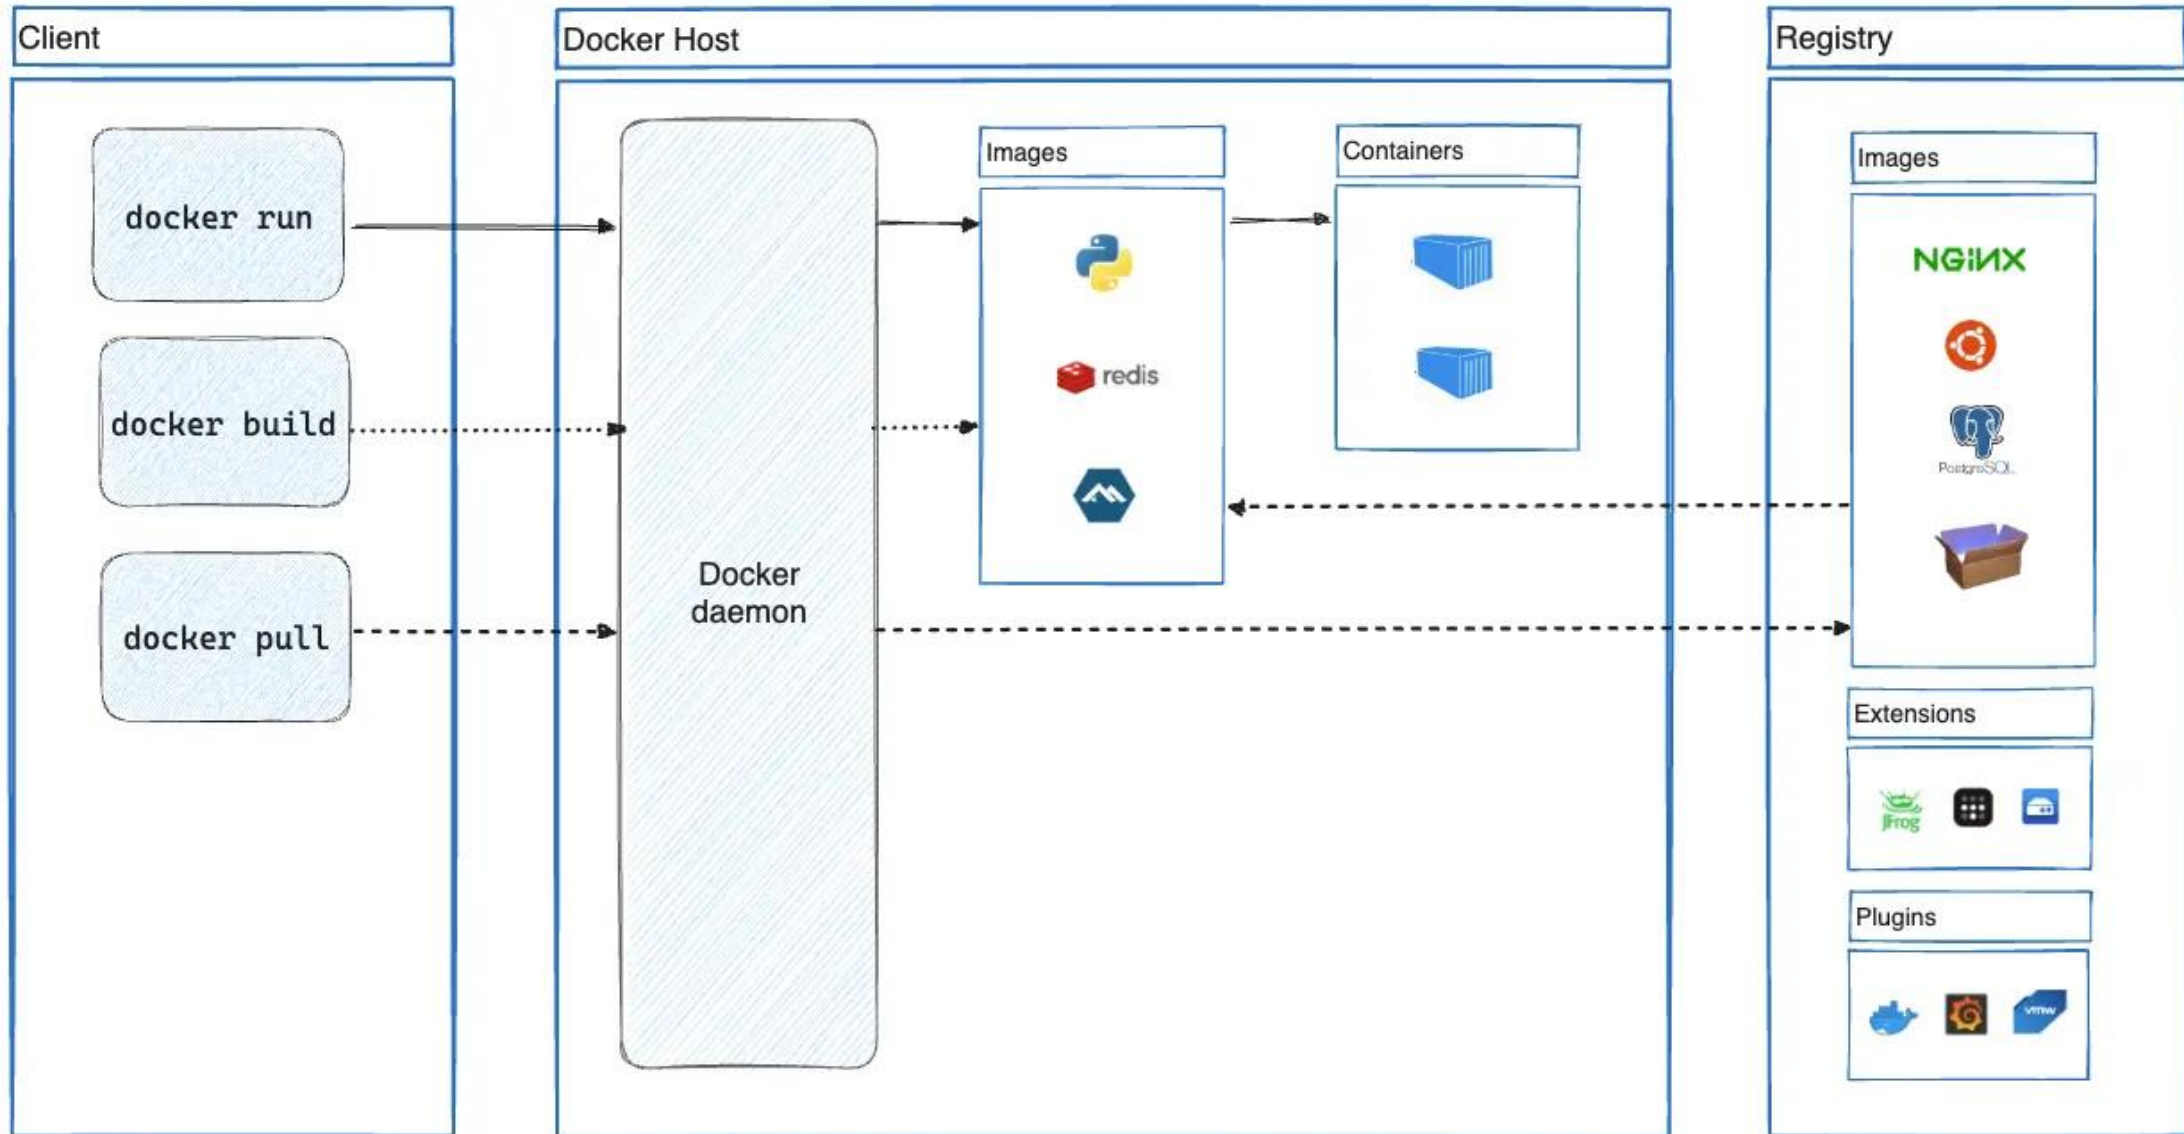 Client
docker run
docker build
docker pull
Docker Host
Docker
daemon
Images
redis
Containers
Registry
Images
NGiNX
PostgreSQL
Extensions
JFrog
Plugins
vmw